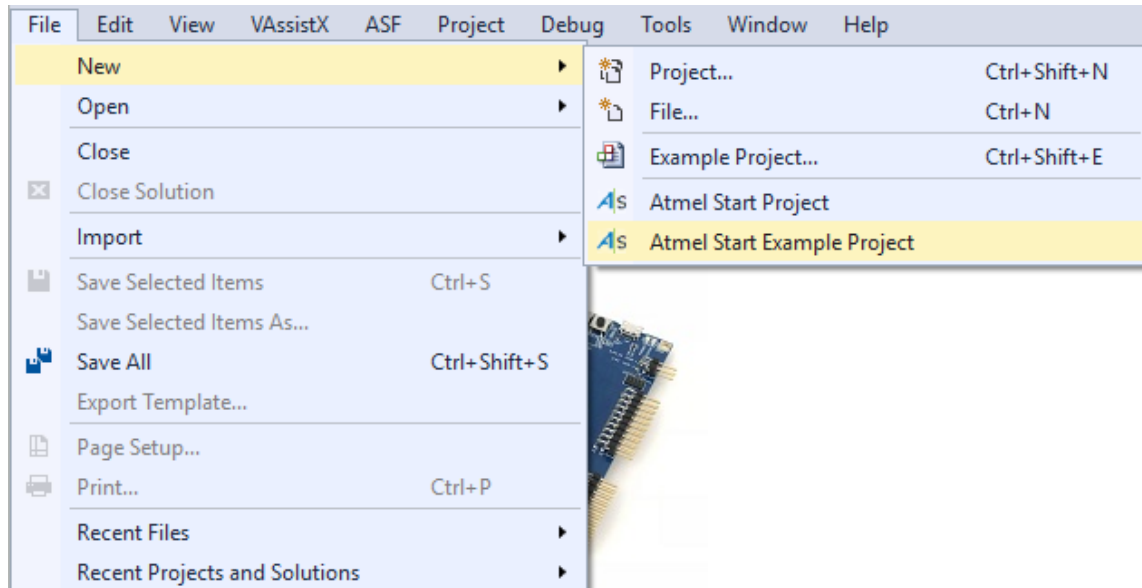 File Edit View VAssistX ASF Project Debug Tools Window Help
New
Open
Close
Close Solution
Import
Save Selected Items Ctrl+S
Save Selected Items As...
Save All Ctrl+Shift+S
Export Template...
Page Setup...
Print... Ctrl+P
Recent Files
Recent Projects and Solutions
Project... Ctrl+Shift+N
File... Ctrl+N
Example Project... Ctrl+Shift+E
Atmel Start Project
Atmel Start Example Project